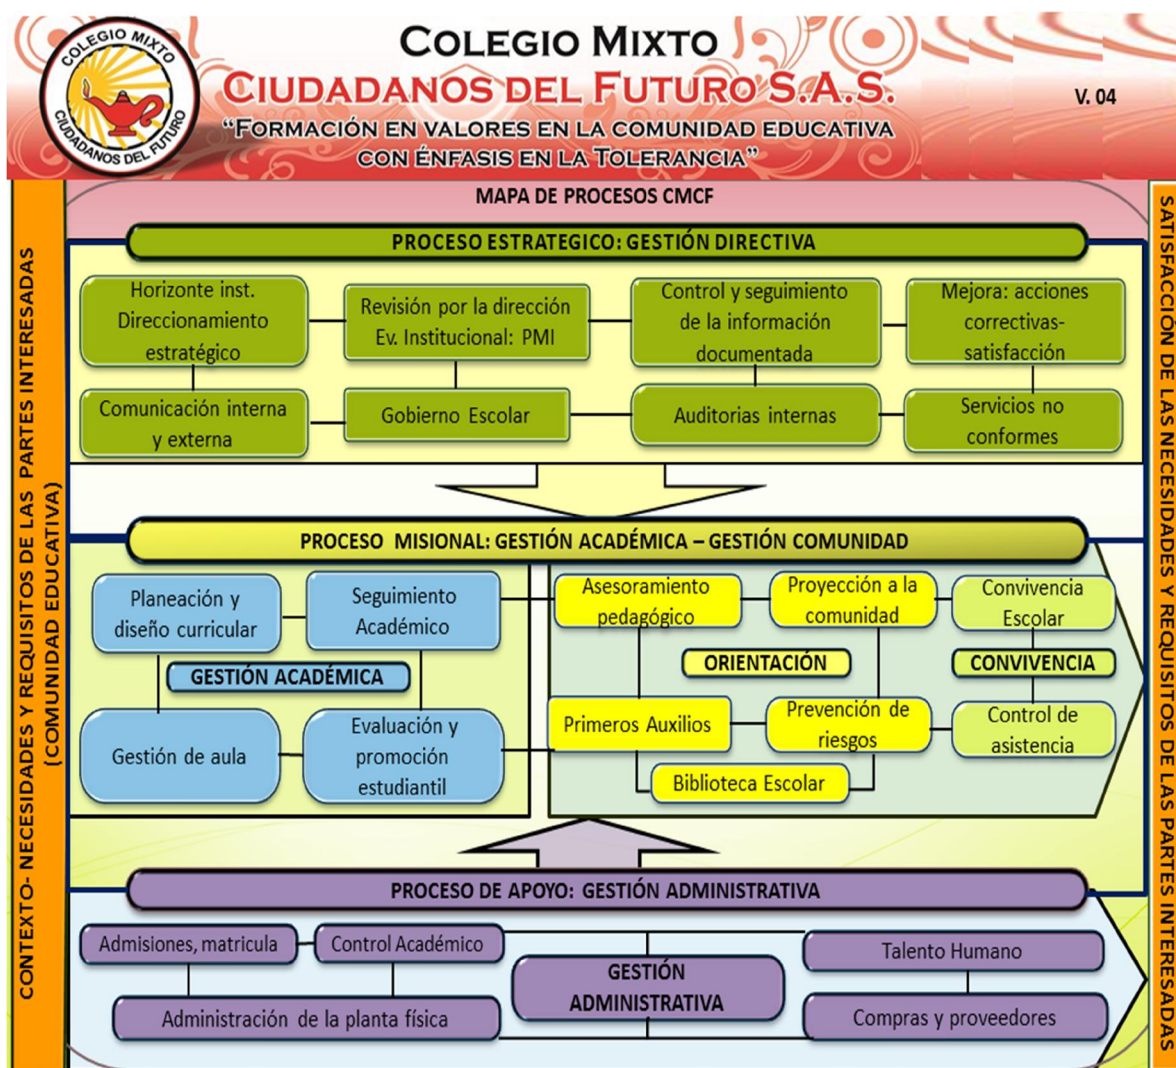 COLEGIO MIXTO
CIUDADANOS DEL FUTURO
COLEGIO MIXTO
CIUDADANOS DEL FUTURO S.A.S.
“FORMACIÓN EN VALORES EN LA COMUNIDAD EDUCATIVA
CON ÉNFASIS EN LA TOLERANCIA”
V. 04
CONTEXTO- NECESIDADES Y REQUISITOS DE LAS PARTES INTERESADAS
(COMUNIDAD EDUCATIVA)
MAPA DE PROCESOS CMCF
PROCESO ESTRATEGICO: GESTIÓN DIRECTIVA
Horizonte inst.
Direccionamiento
estratégico
Revisión por la dirección
Ev. Institucional: PMI
Control y seguimiento
de la información
documentada
Mejora: acciones
correctivas-
satisfacción
Comunicación interna
y externa
Gobierno Escolar
Auditorias internas
Servicios no
conformes
PROCESO MISIONAL: GESTIÓN ACADÉMICA – GESTIÓN COMUNIDAD
Planeación y
diseño curricular
Seguimiento
Académico
Asesoramiento
pedagógico
Proyección a la
comunidad
Convivencia
Escolar
GESTIÓN ACADÉMICA
ORIENTACIÓN
CONVIVENCIA
Gestión de aula
Evaluación y
promoción
estudiantil
Primeros Auxilios
Prevención de
riesgos
Control de
asistencia
Biblioteca Escolar
PROCESO DE APOYO: GESTIÓN ADMINISTRATIVA
Admisiones, matricula
Control Académico
GESTIÓN
ADMINISTRATIVA
Talento Humano
Administración de la planta física
Compras y proveedores
SATISFACCION DE LAS NECESIDADES Y REQUISITOS DE LAS PARTES INTERESADAS